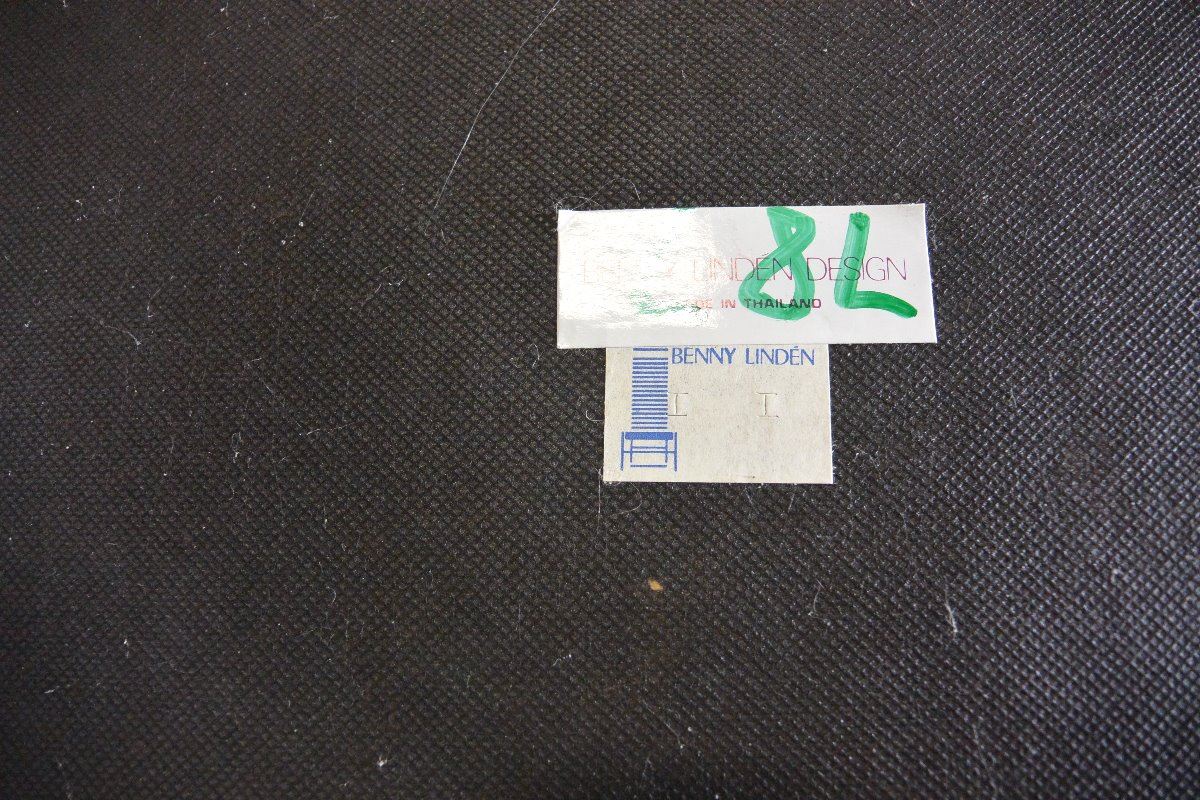 8L
LINDÉN DESIGN
IN THAILAND
BENNY LINDÉN
I I